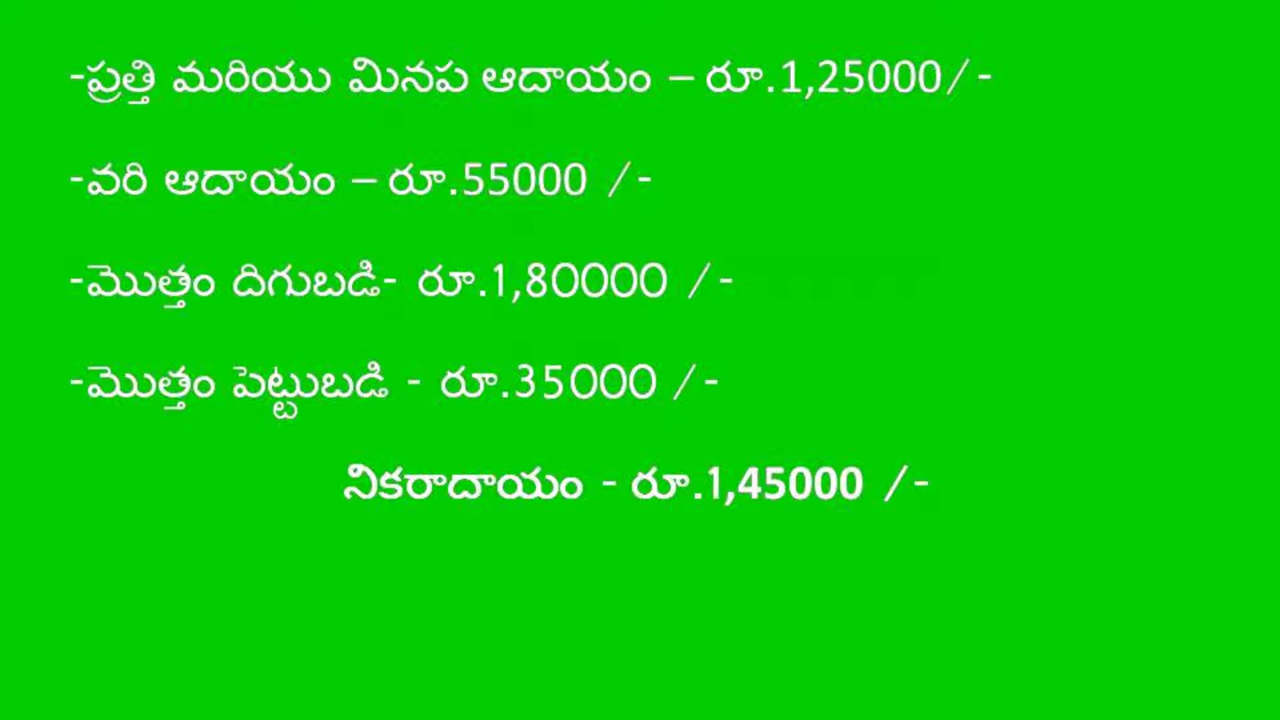 -ప్రత్తి మరియు మినప ఆదాయం – రూ.1,25000/-
-వరి ఆదాయం – రూ.55000 /-
-మొత్తం దిగుబడి- రూ.1,80000 /-
-మొత్తం పెట్టుబడి - రూ.35000 /-
నికరాదాయం - రూ.1,45000 /-